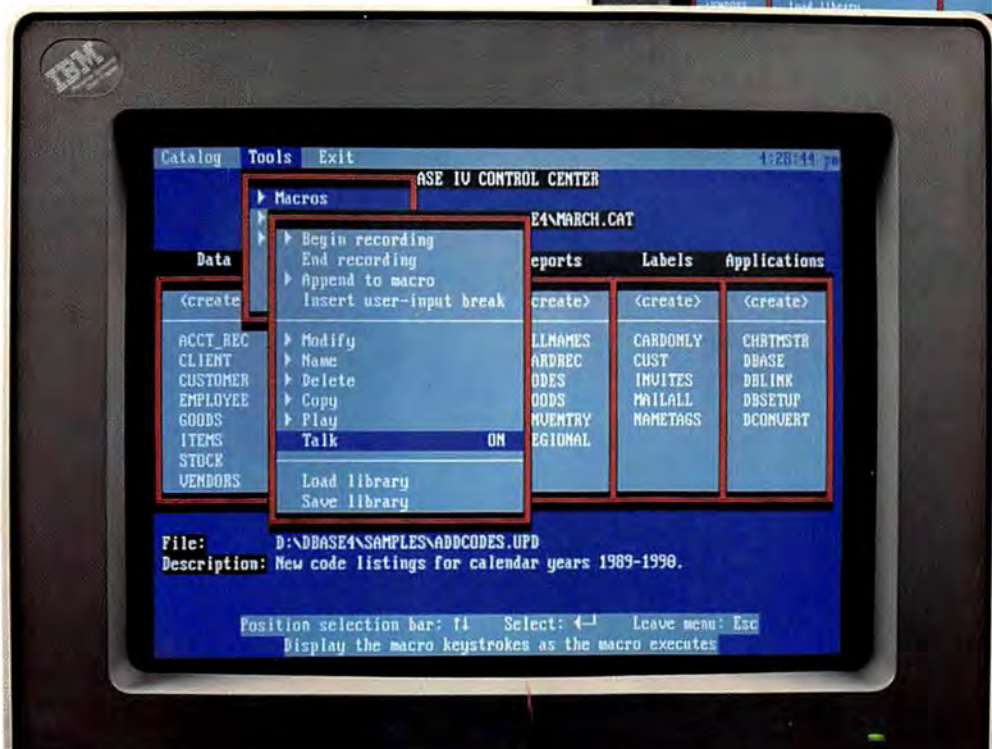 Load library
IBM
Catalog Tools Exit 4:28:44 pm
ASE IV CONTROL CENTER
Macros
E4\MARCH.CAT
Begin recording
End recording
Append to macro
Insert user-input break
Data eports Labels Applications
<create create> <create> <create>
ACCT_REC Modify LLNAMES CARDONLY CHRTMSTR
CLIENT Name ARDREC CUST DBASE
CUSTOMER Delete ODES INVITES DBLINK
EMPLOYEE Copy OODS MAILALL DBSETUP
GOODS Play NVENTRY NAMETAGS DCONVERT
ITEMS Talk ON EGIONAL
STOCK
VENDORS Load library
Save library
File: D:\DBASE4\SAMPLES\ADDCODES.UPD
Description: New code listings for calendar years 1989-1990.
Position selection bar: ↑↓ Select: ↵ Leave menu: Esc
Display the macro keystrokes as the macro executes